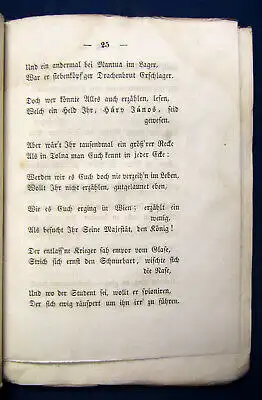 — 25 —
Und ein andermal bei Mantua im Lager,
War er siebenköpf'ger Drachenbrut Erschlager.
Doch wer könnte Alles auch erzählen, lesen,
Welch ein Held Ihr, Háry János, seid
gewesen.
Aber wär't Ihr tausendmal ein größ'rer Recke
Als in Tolna man Euch kennt in jeder Ecke:
Werden wir es Euch doch nie verzeih'n im Leben,
Wollt Ihr nicht erzählen, gutgelaunet eben,
Wie es Euch erging in Wien; erzählt ein
wenig,
Als besucht Ihr Seine Majestät, den König!
Der entlass'ne Krieger sah empor vom Glase,
Strich sich ernst den Schnurbart, wischte sich
die Nase,
Und wo der Student sei, wollt er spioniren,
Der sich ewig räuspert um ihn irr' zu führen.